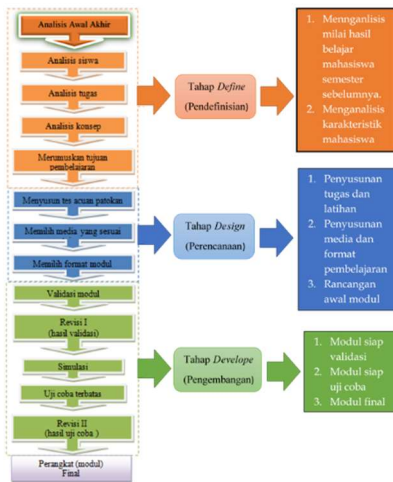 Analisis Awal Akhir
Analisis siswa
Analisis tugas
Analisis konsep
Merumuskan tujuan
pembelajaran
Menyusun tes acuan patokan
Memilih media yang sesuai
Memilih format modul
Validasi modul
Revisi I
(hasil validasi)
Simulasi
Uji coba terbatas
Revisi II
(hasil uji coba )
Perangkat (modul)
Final
Tahap Define
(Pendefinisian)
Tahap Design
(Perencanaan)
Tahap Develope
(Pengembangan)
1. Mennganlisis
milai hasil
belajar
mahasiswa
semester
sebelumnya.
2. Menganalisis
karakteristik
mahasiswa
1. Penyusunan
tugas dan
latihan
2. Penyusunan
media dan
format
pembelajaran
3. Rancangan
awal modul
1. Modul siap
validasi
2. Modul siap
uji coba
3. Modul final